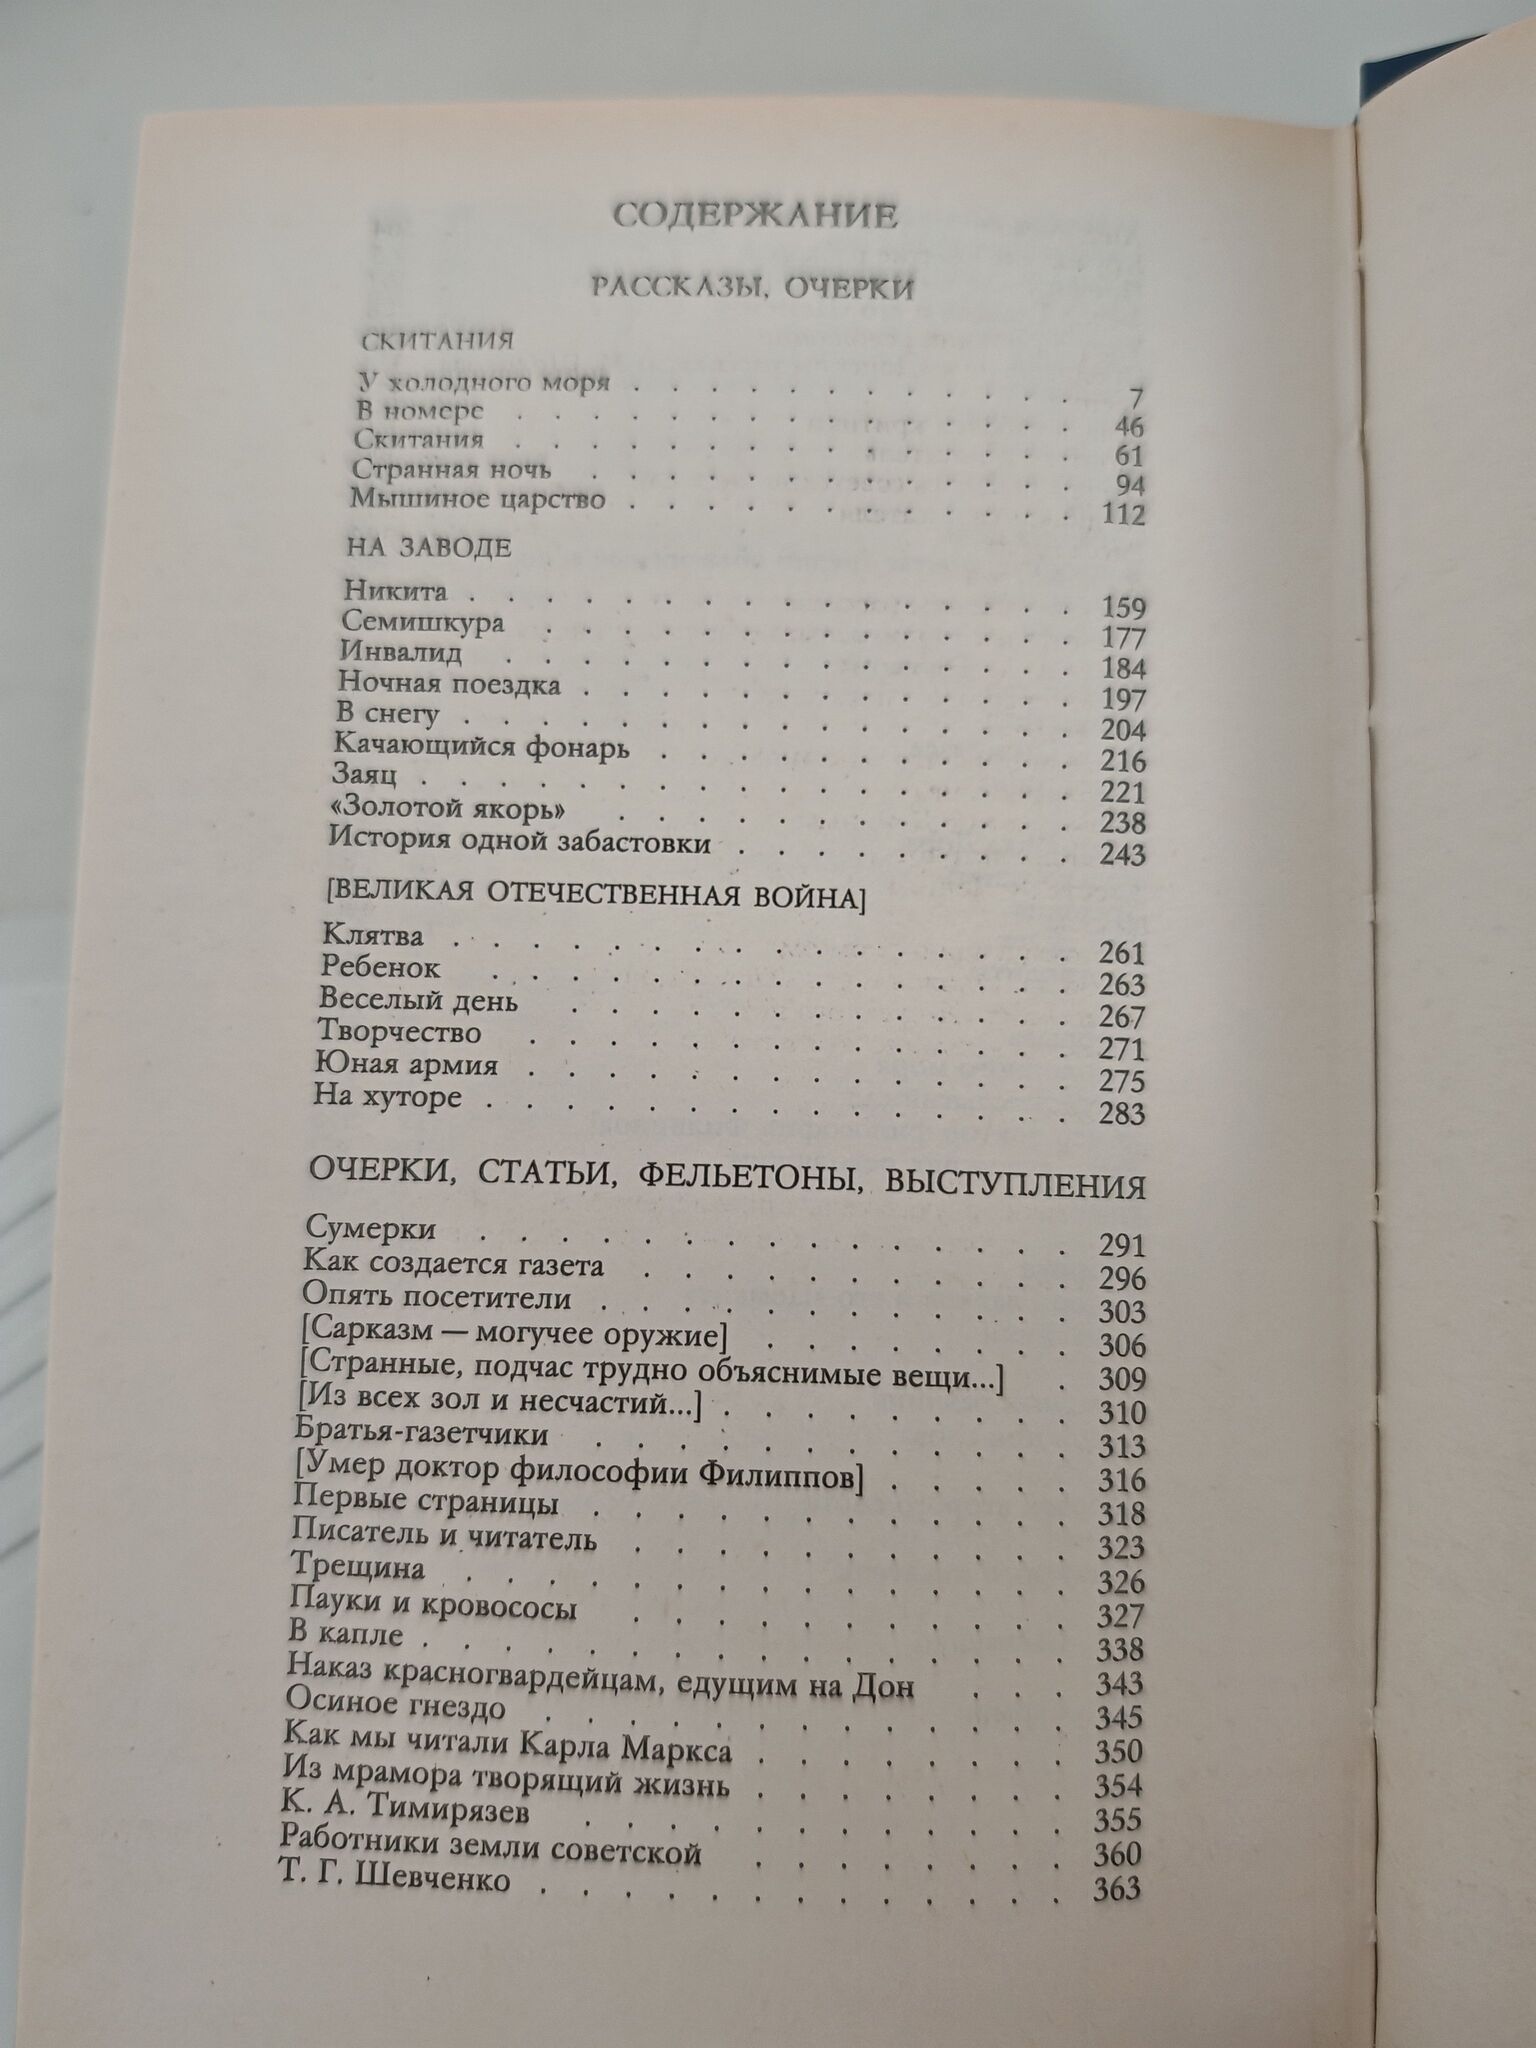 СОДЕРЖАНИЕ
РАССКАЗЫ, ОЧЕРКИ
СКИТАНИЯ
У холодного моря . . . . . . . . . . . . 7
В номере . . . . . . . . . . . . . . . 46
Скитания . . . . . . . . . . . . . . . 61
Странная ночь . . . . . . . . . . . . . 94
Мышиное царство . . . . . . . . . . . . 112
НА ЗАВОДЕ
Никита . . . . . . . . . . . . . . . . 159
Семишкура . . . . . . . . . . . . . . 177
Инвалид . . . . . . . . . . . . . . . 184
Ночная поездка . . . . . . . . . . . . . 197
В снегу . . . . . . . . . . . . . . . . 204
Качающийся фонарь . . . . . . . . . . . 216
Заяц . . . . . . . . . . . . . . . . . 221
«Золотой якорь» . . . . . . . . . . . . 238
История одной забастовки . . . . . . . . . 243
[ВЕЛИКАЯ ОТЕЧЕСТВЕННАЯ ВОЙНА]
Клятва . . . . . . . . . . . . . . . . 261
Ребенок . . . . . . . . . . . . . . . 263
Веселый день . . . . . . . . . . . . . 267
Творчество . . . . . . . . . . . . . . 271
Юная армия . . . . . . . . . . . . . . 275
На хуторе . . . . . . . . . . . . . . . 283
ОЧЕРКИ, СТАТЬИ, ФЕЛЬЕТОНЫ, ВЫСТУПЛЕНИЯ
Сумерки . . . . . . . . . . . . . . . 291
Как создается газета . . . . . . . . . . . 296
Опять посетители . . . . . . . . . . . . 303
[Сарказм — могучее оружие] . . . . . . . . 306
[Странные, подчас трудно объяснимые вещи...] . 309
[Из всех зол и несчастий...] . . . . . . . . . 310
Братья-газетчики . . . . . . . . . . . . 313
[Умер доктор философии Филиппов] . . . . . 316
Первые страницы . . . . . . . . . . . . 318
Писатель и читатель . . . . . . . . . . . 323
Трещина . . . . . . . . . . . . . . . 326
Пауки и кровососы . . . . . . . . . . . 327
В капле . . . . . . . . . . . . . . . . 338
Наказ красногвардейцам, едущим на Дон . . . 343
Осиное гнездо . . . . . . . . . . . . . 345
Как мы читали Карла Маркса . . . . . . . . 350
Из мрамора творящий жизнь . . . . . . . . 354
К. А. Тимирязев . . . . . . . . . . . . 355
Работники земли советской . . . . . . . . 360
Т. Г. Шевченко . . . . . . . . . . . . . 363